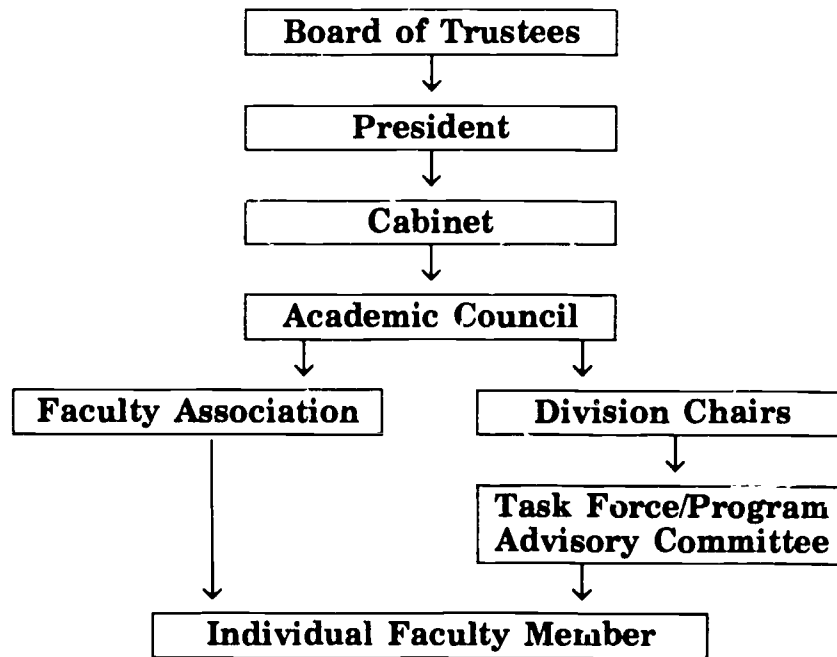 Board of Trustees
President
Cabinet
Academic Council
Faculty Association
Division Chairs
Task Force/Program
Advisory Committee
Individual Faculty Member